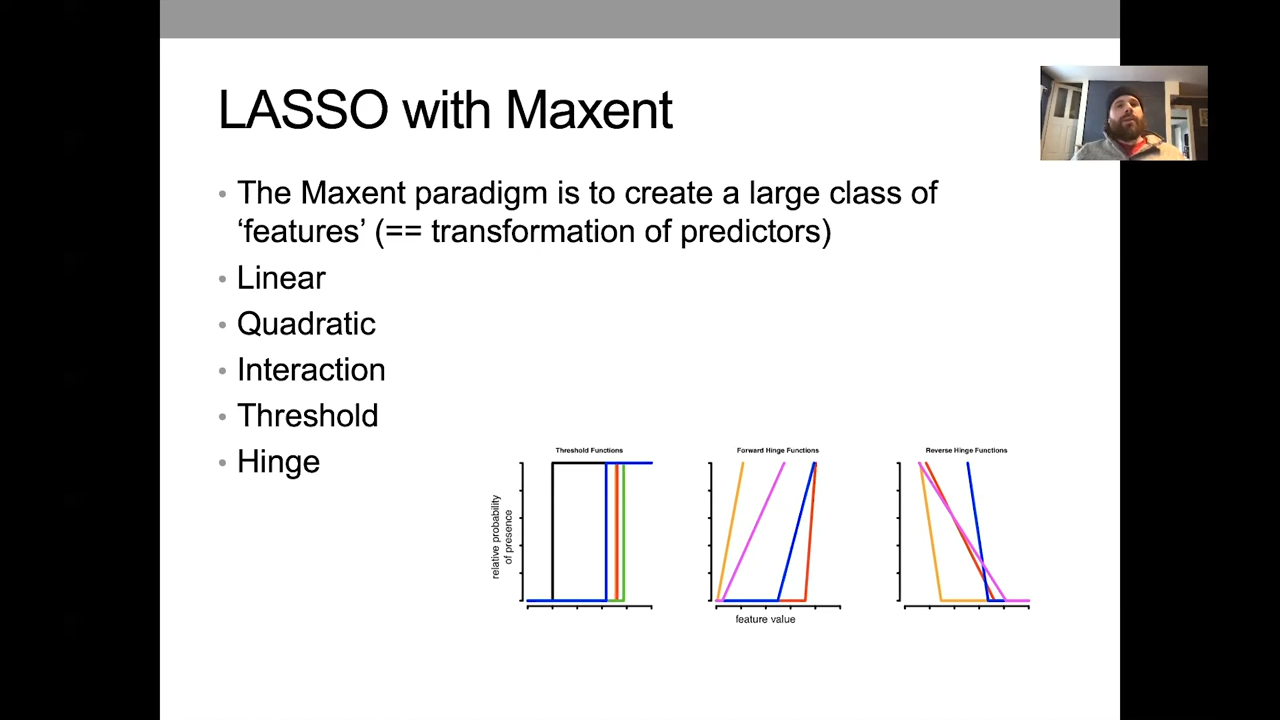 LASSO with Maxent
• The Maxent paradigm is to create a large class of
‘features’ (== transformation of predictors)
• Linear
• Quadratic
• Interaction
• Threshold
• Hinge
Threshold Functions
Forward Hinge Functions
Reverse Hinge Functions
relative probability
of presence
feature value